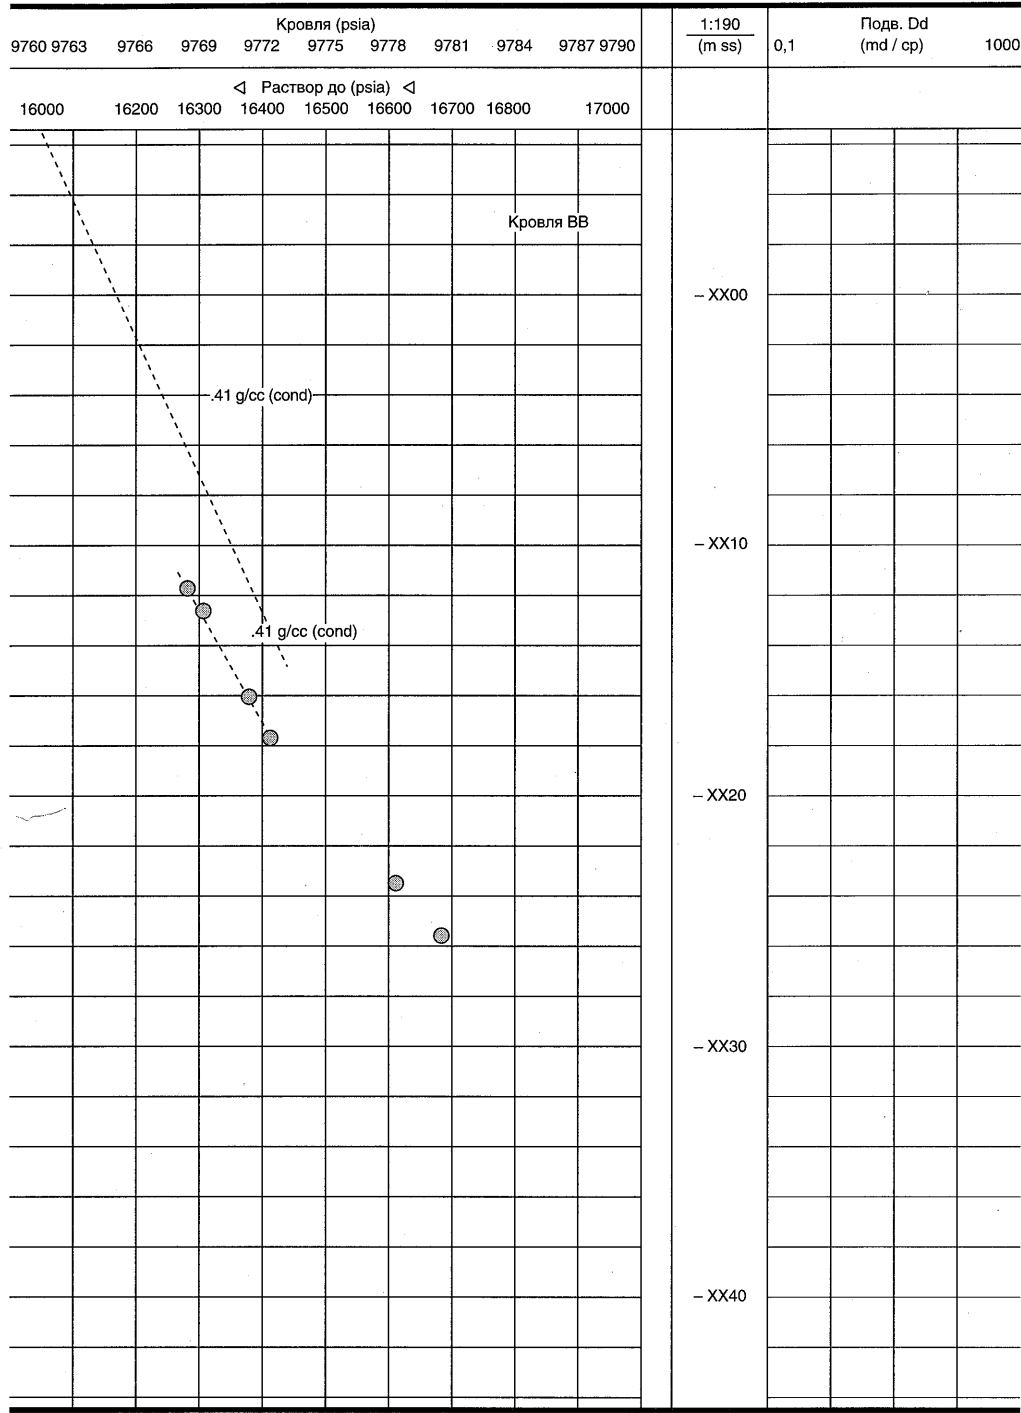 Кровля (psia)
9760 9763 9766 9769 9772 9775 9778 9781 9784 9787 9790
1:190
(m ss)
Подв. Dd
0,1 (md / cp) 1000
◁ Раствор до (psia) ◁
16000 16200 16300 16400 16500 16600 16700 16800 17000
Кровля BB
– XX00
.41 g/cc (cond)
– XX10
.41 g/cc (cond)
– XX20
– XX30
– XX40